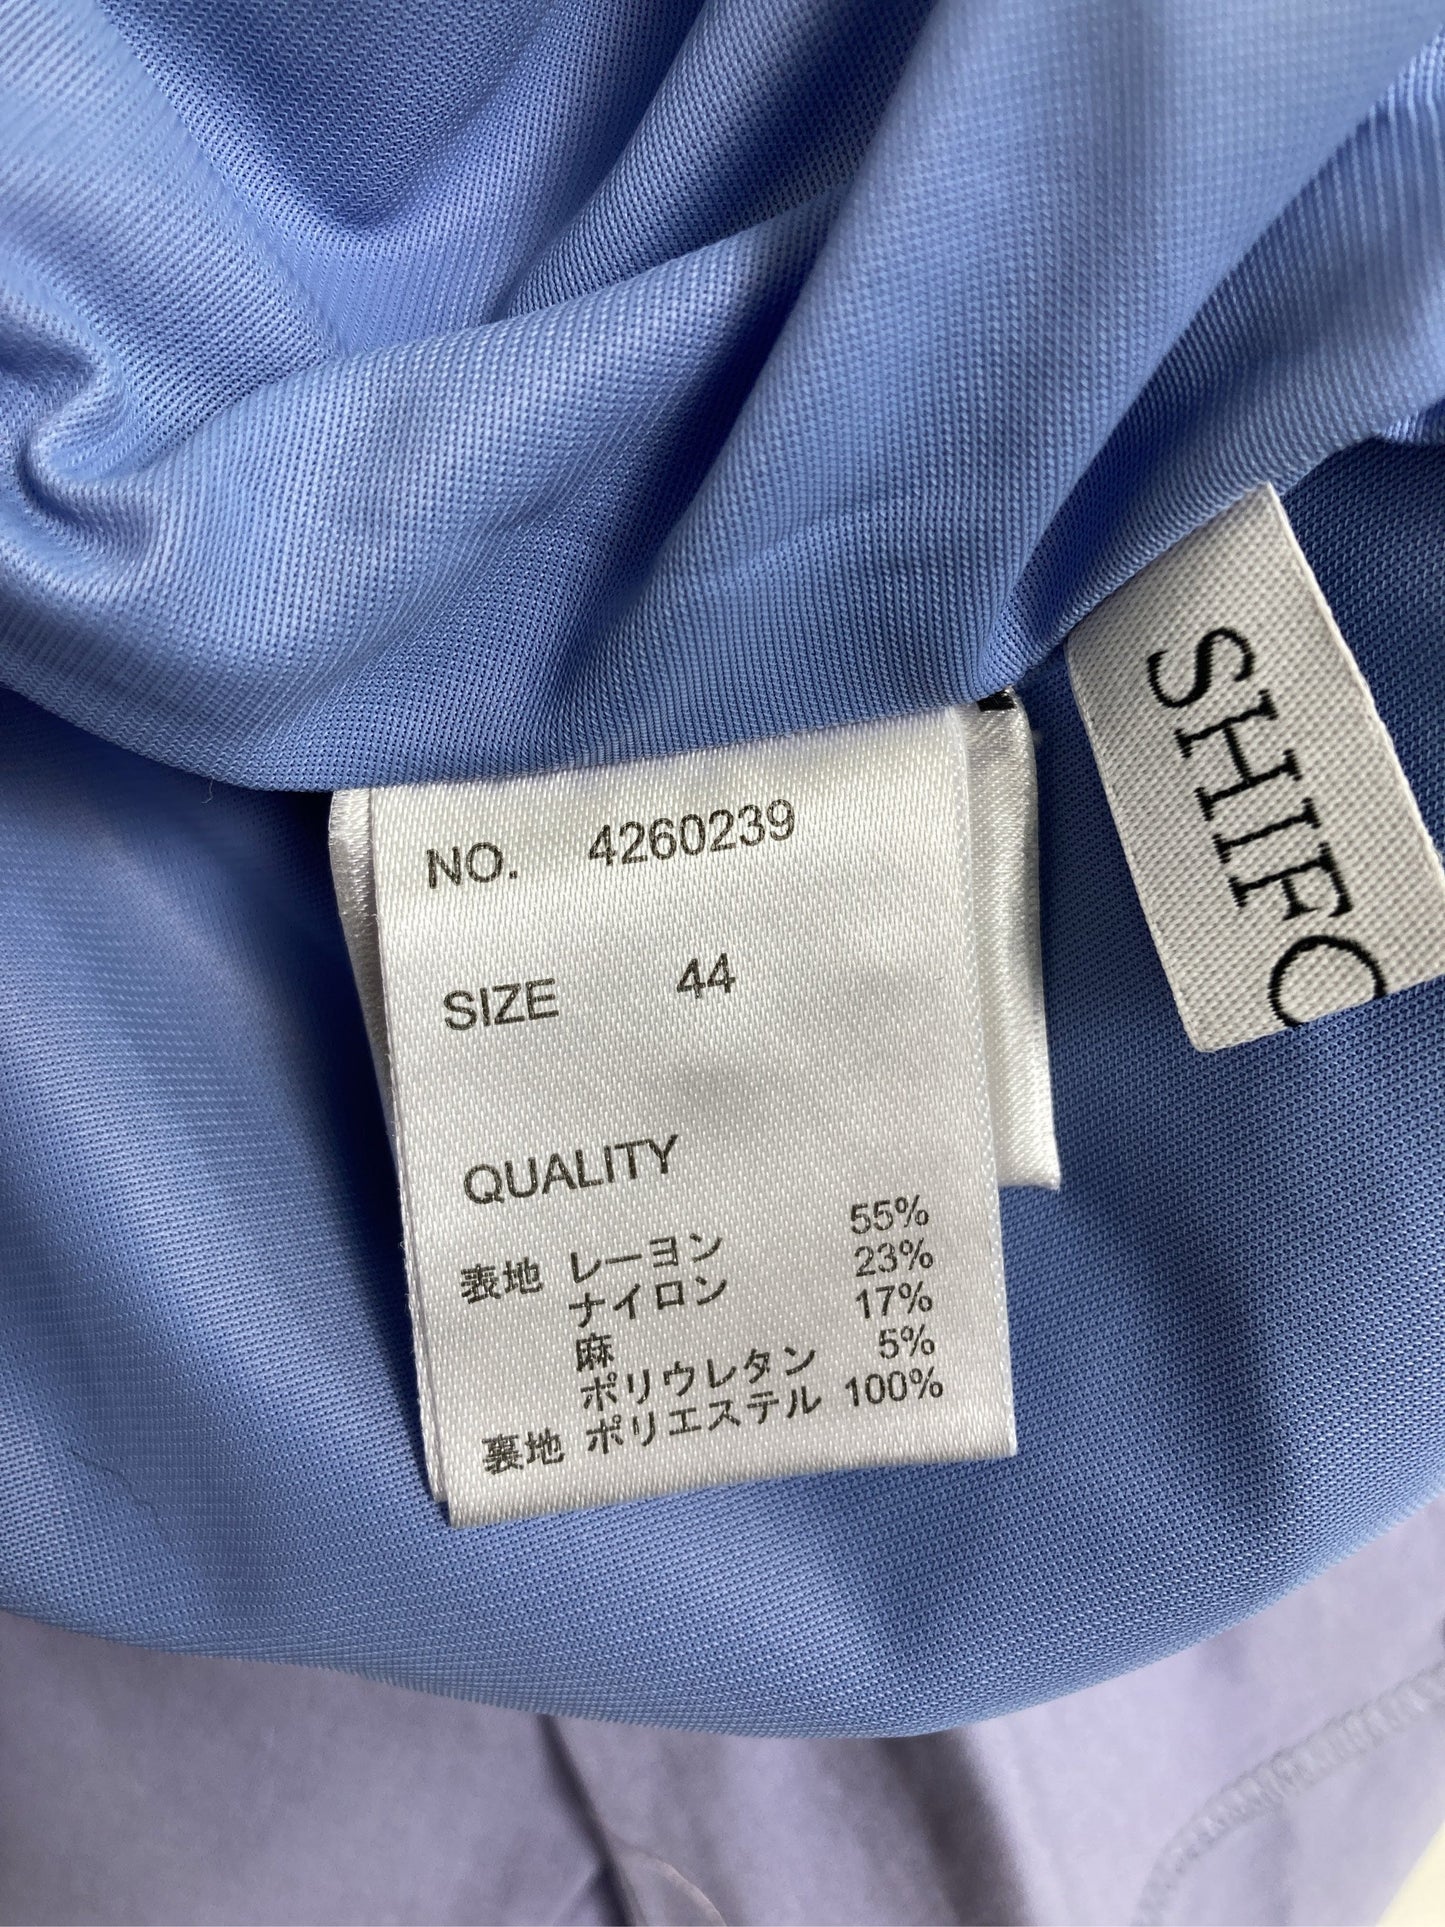 NO. 4260239
SIZE 44
QUALITY
表地 レーヨン 55%
ナイロン 23%
麻 17%
ポリウレタン 5%
裏地 ポリエステル 100%
SHIFO